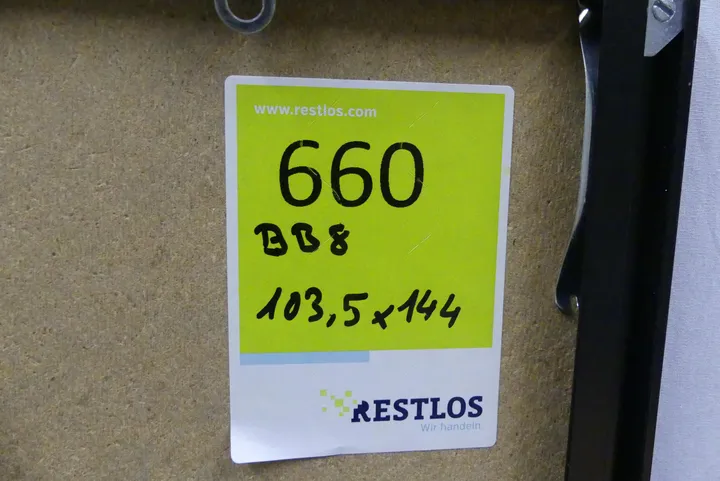 www.restlos.com
660
BB8
103,5x144
RESTLOS
Wir handeln.